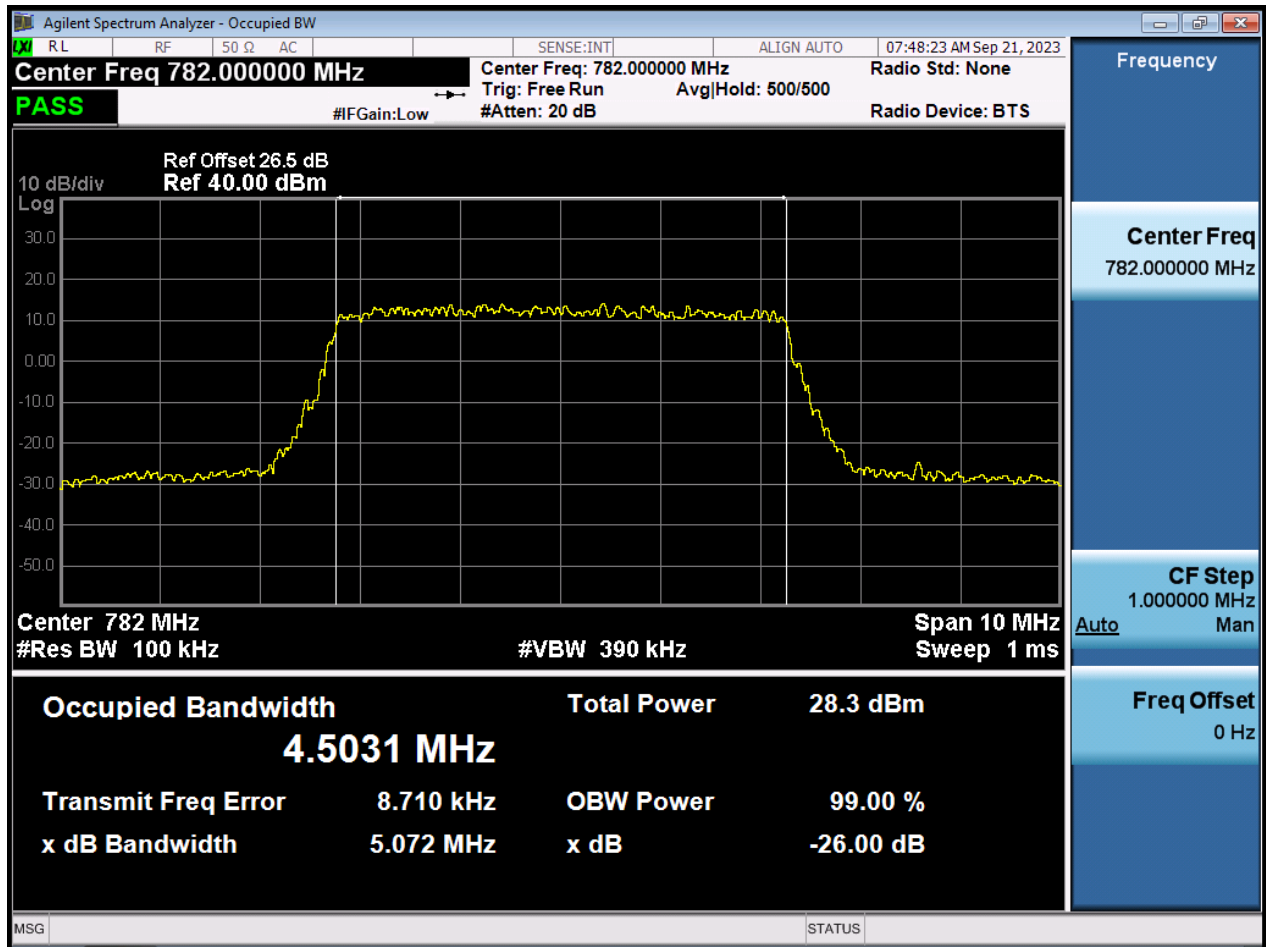 Agilent Spectrum Analyzer - Occupied BW
LXI RL RF 50 Ω AC SENSE:INT ALIGN AUTO 07:48:23 AM Sep 21, 2023
Center Freq 782.000000 MHz
Center Freq: 782.000000 MHz Radio Std: None
Trig: Free Run Avg|Hold: 500/500
PASS
#IFGain:Low #Atten: 20 dB Radio Device: BTS
Ref Offset 26.5 dB
10 dB/div Ref 40.00 dBm
Log
30.0
20.0
10.0
0.00
-10.0
-20.0
-30.0
-40.0
-50.0
Center 782 MHz Span 10 MHz
#Res BW 100 kHz #VBW 390 kHz Sweep 1 ms
Occupied Bandwidth Total Power 28.3 dBm
4.5031 MHz
Transmit Freq Error 8.710 kHz OBW Power 99.00 %
x dB Bandwidth 5.072 MHz x dB -26.00 dB
MSG STATUS
Frequency
Center Freq
782.000000 MHz
CF Step
1.000000 MHz
Auto Man
Freq Offset
0 Hz